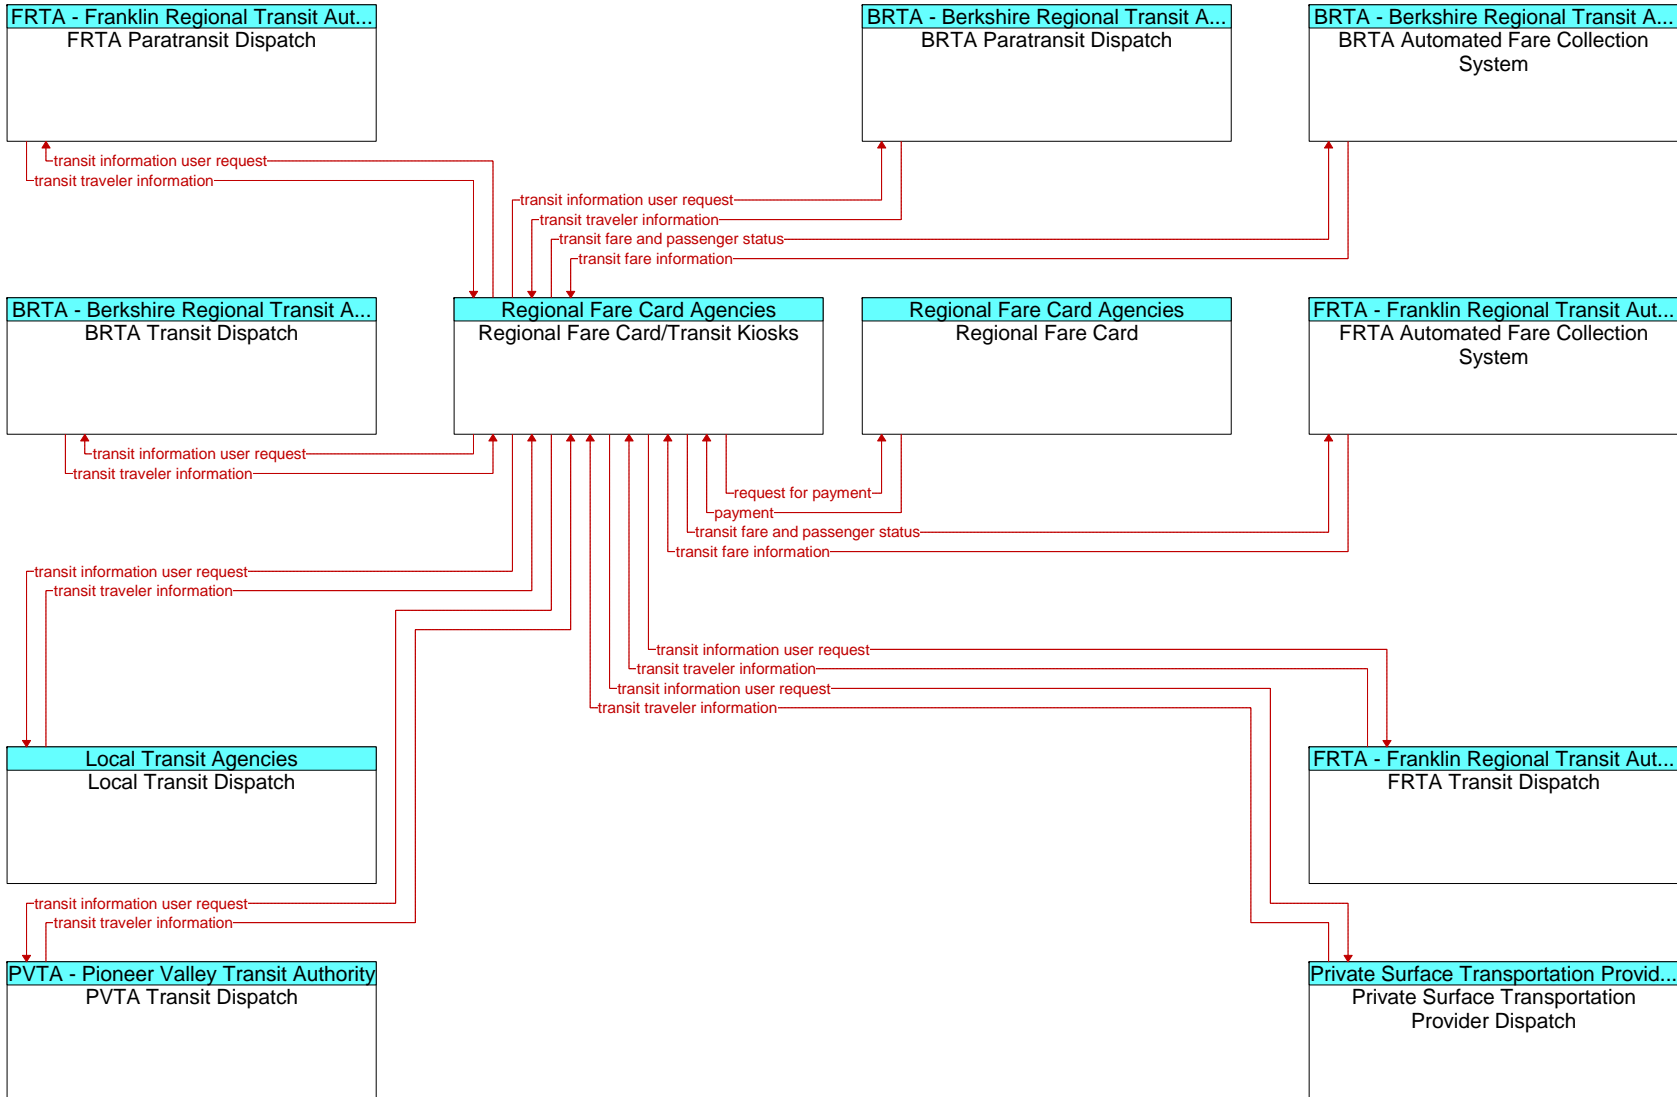 FRTA - Franklin Regional Transit Aut...
FRTA Paratransit Dispatch
BRTA - Berkshire Regional Transit A...
BRTA Paratransit Dispatch
BRTA - Berkshire Regional Transit A...
BRTA Automated Fare Collection
System
transit information user request
transit traveler information
transit information user request
transit traveler information
transit fare and passenger status
transit fare information
BRTA - Berkshire Regional Transit A...
BRTA Transit Dispatch
Regional Fare Card Agencies
Regional Fare Card/Transit Kiosks
Regional Fare Card Agencies
Regional Fare Card
FRTA - Franklin Regional Transit Aut...
FRTA Automated Fare Collection
System
transit information user request
transit traveler information
request for payment
payment
transit fare and passenger status
transit fare information
transit information user request
transit traveler information
transit information user request
transit traveler information
transit information user request
transit traveler information
Local Transit Agencies
Local Transit Dispatch
FRTA - Franklin Regional Transit Aut...
FRTA Transit Dispatch
transit information user request
transit traveler information
PVTA - Pioneer Valley Transit Authority
PVTA Transit Dispatch
Private Surface Transportation Provid...
Private Surface Transportation
Provider Dispatch